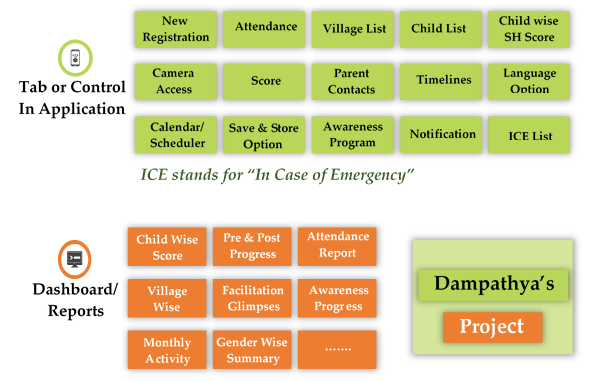 New
Registration
Attendance
Village List
Child List
Child wise
SH Score
Tab or Control
In Application
Camera
Access
Score
Parent
Contacts
Timelines
Language
Option
Calendar/
Scheduler
Save & Store
Option
Awareness
Program
Notification
ICE List
ICE stands for “In Case of Emergency”
Dashboard/
Reports
Child Wise
Score
Pre & Post
Progress
Attendance
Report
Village
Wise
Facilitation
Glimpses
Awareness
Progress
Monthly
Activity
Gender Wise
Summary
.......
Dampathya’s
Project